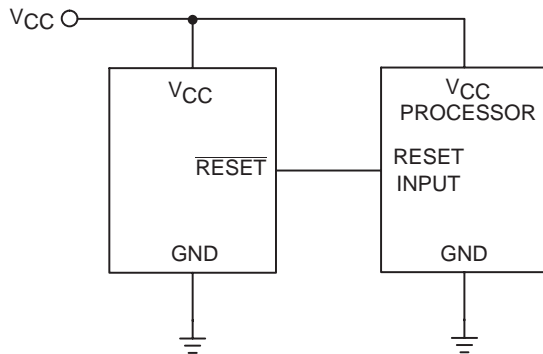 VCC
VCC
RESET
GND
VCC
PROCESSOR
RESET
INPUT
GND